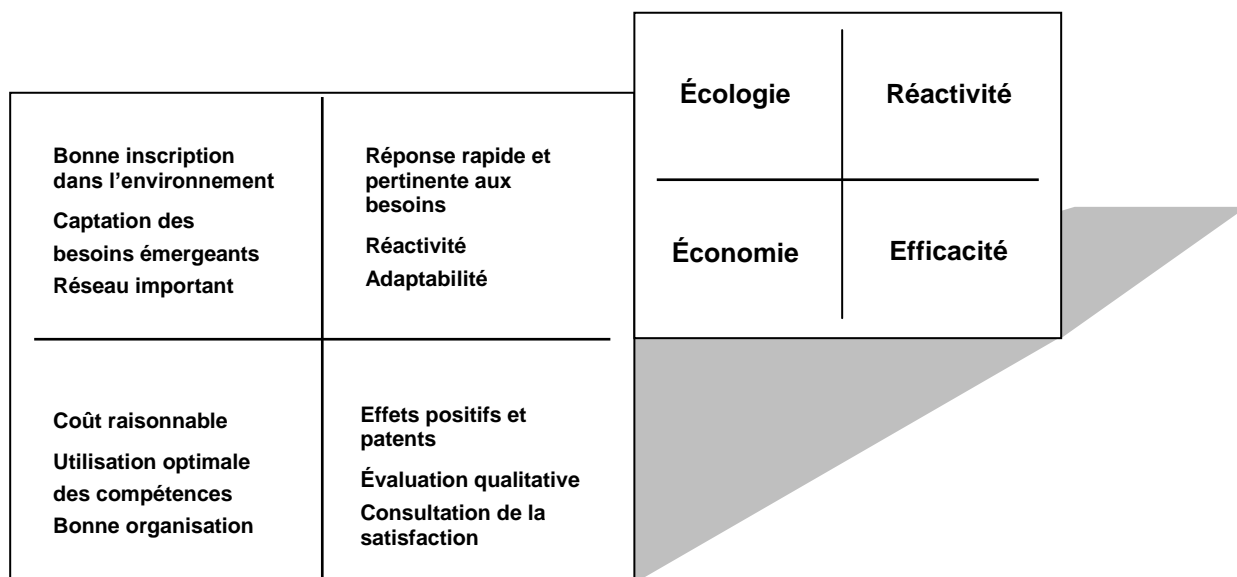 Écologie
Réactivité
Économie
Efficacité
Bonne inscription
dans l’environnement
Captation des
besoins émergeants
Réseau important
Réponse rapide et
pertinente aux
besoins
Réactivité
Adaptabilité
Coût raisonnable
Utilisation optimale
des compétences
Bonne organisation
Effets positifs et
patents
Évaluation qualitative
Consultation de la
satisfaction